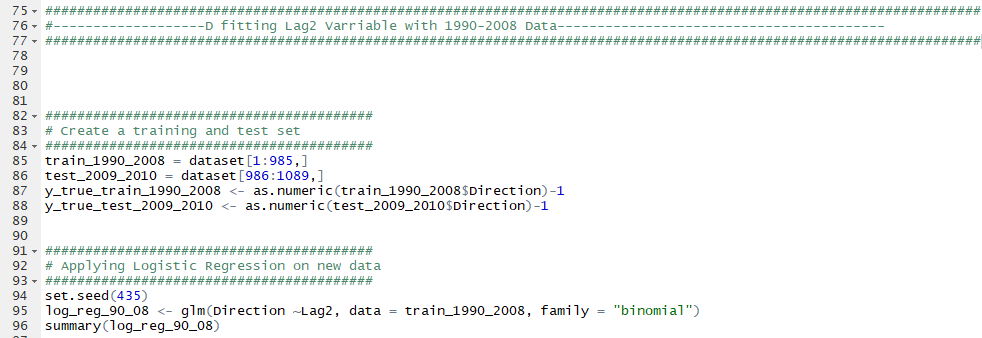 75 ####################################################################################################################
76 #-------------------D fitting Lag2 Varriable with 1990-2008 Data-----------------------------------------
77 ####################################################################################################################
78
79
80
81
82 #########################################
83 # Create a training and test set
84 #########################################
85 train_1990_2008 = dataset[1:985,]
86 test_2009_2010 = dataset[986:1089,]
87 y_true_train_1990_2008 <- as.numeric(train_1990_2008$Direction)-1
88 y_true_test_2009_2010 <- as.numeric(test_2009_2010$Direction)-1
89
90
91 #########################################
92 # Applying Logistic Regression on new data
93 #########################################
94 set.seed(435)
95 log_reg_90_08 <- glm(Direction ~Lag2, data = train_1990_2008, family = "binomial")
96 summary(log_reg_90_08)